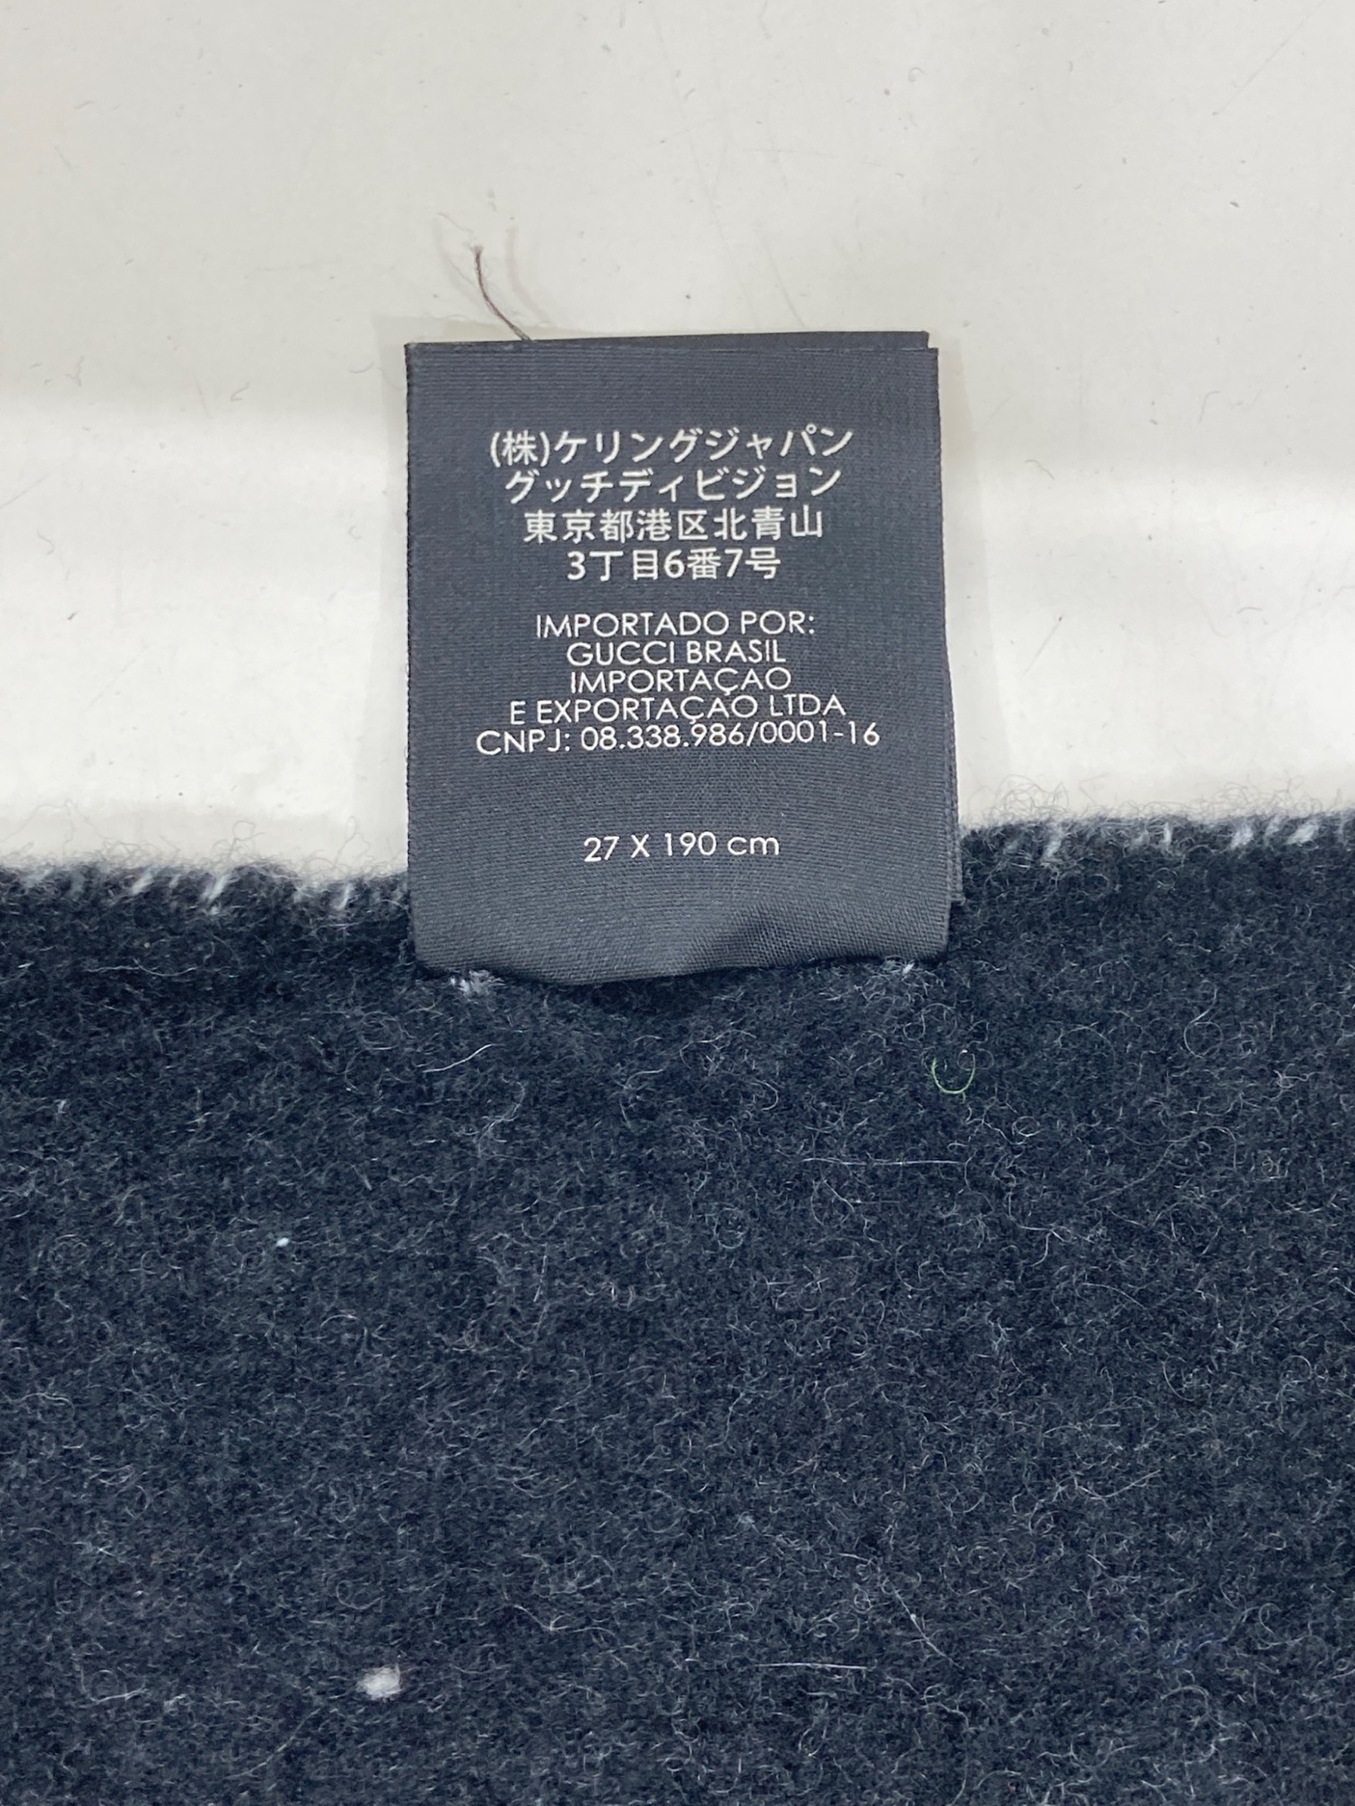 (株)ケリングジャパン
グッチディビジョン
東京都港区北青山
3丁目6番7号
IMPORTADO POR:
GUCCI BRASIL
IMPORTAÇAO
E EXPORTAÇAO LTDA
CNPJ: 08.338.986/0001-16
27 X 190 cm